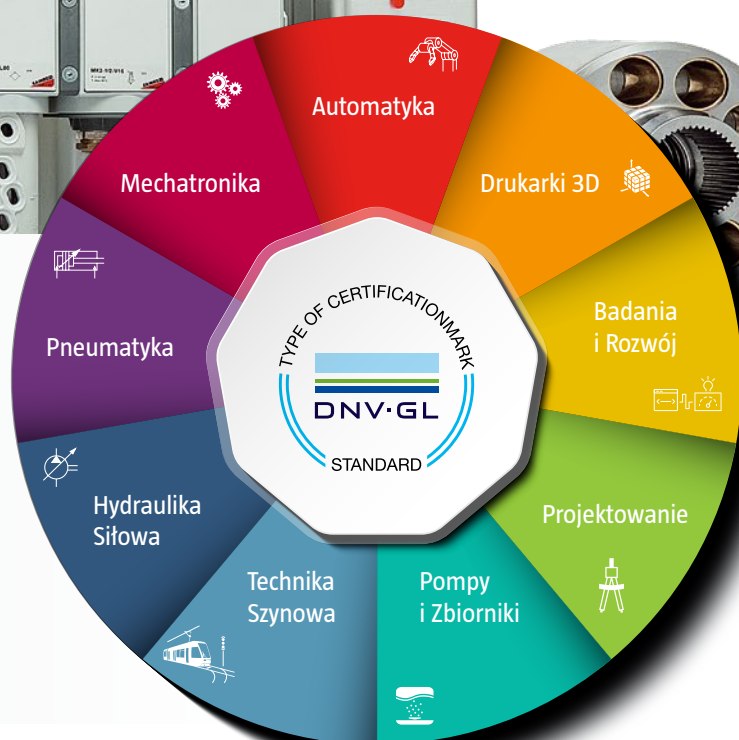 Automatyka
Drukarki 3D
Badania
i Rozwój
Projektowanie
Pompy
i Zbiorniki
Technika
Szynowa
Hydraulika
Siłowa
Pneumatyka
Mechatronika
TYPE OF CERTIFICATIONMARK
DNV·GL
STANDARD